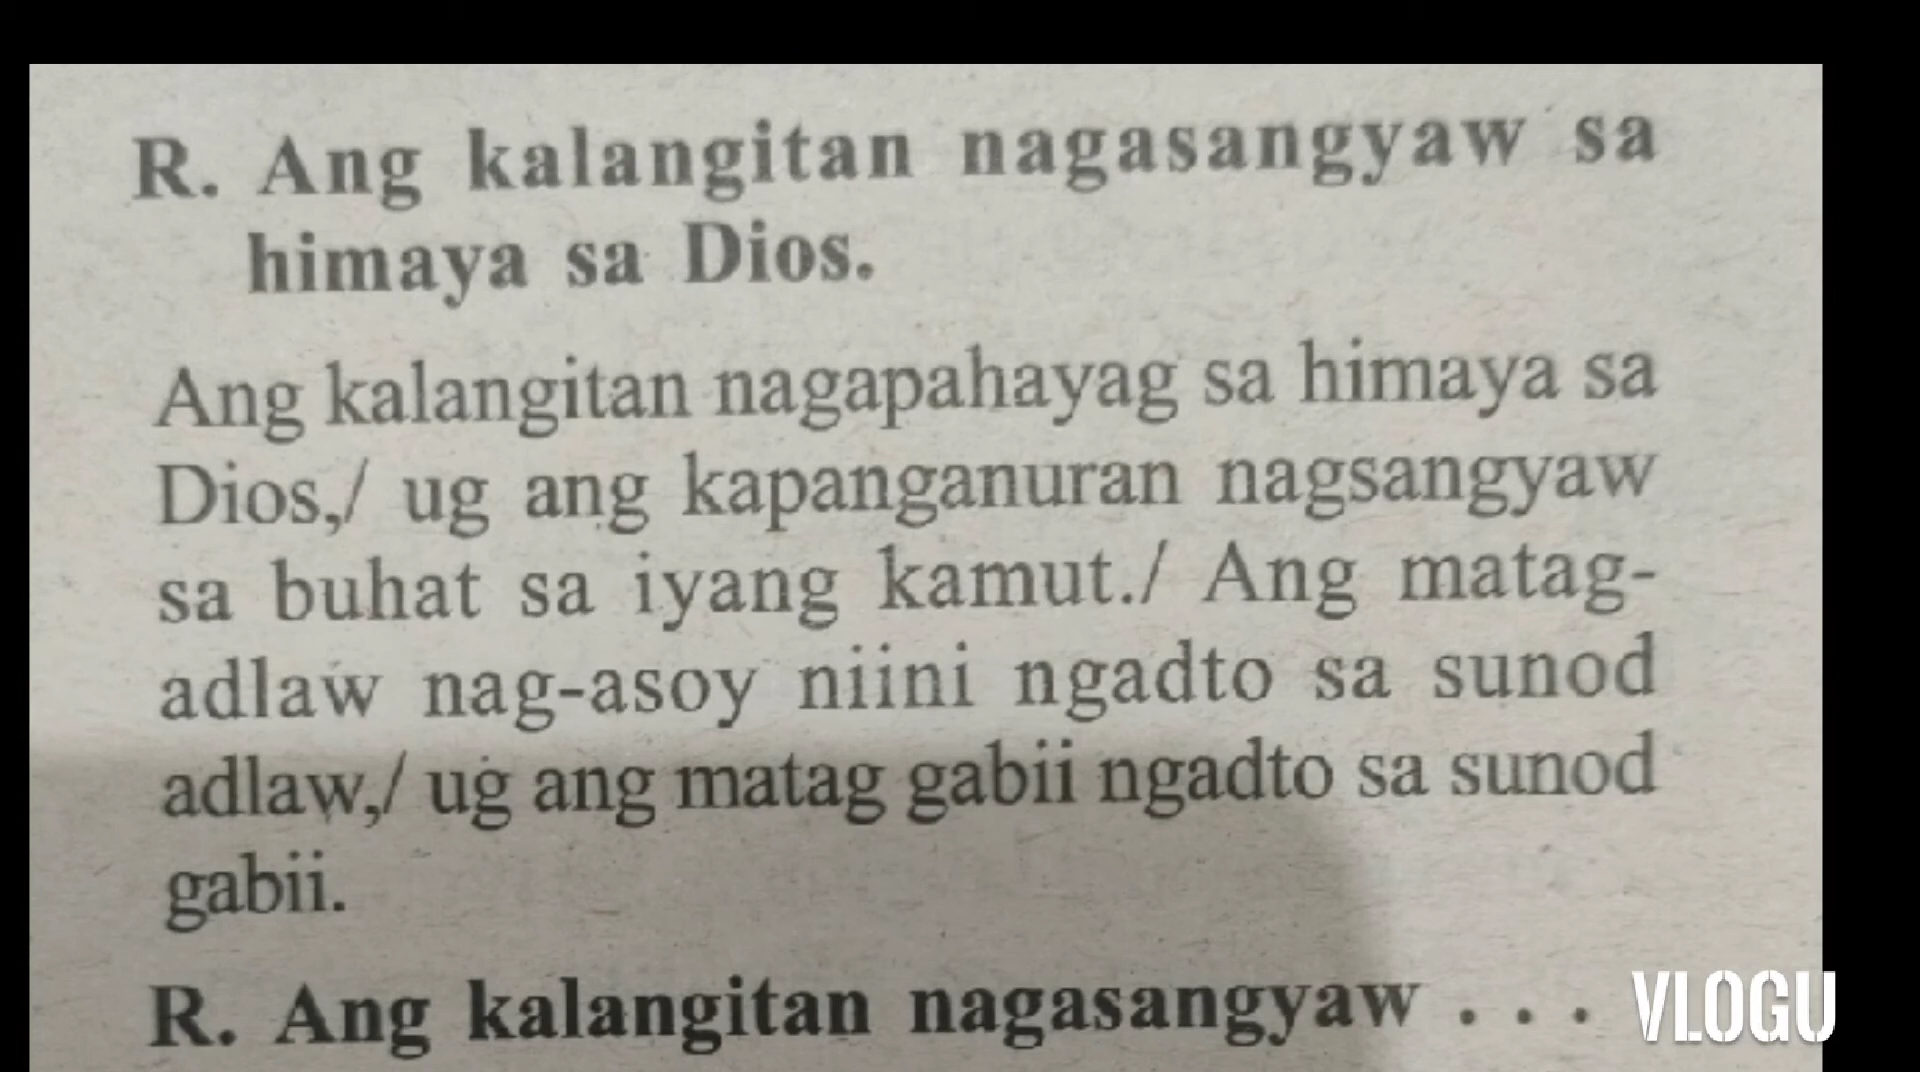 R. Ang kalangitan nagasangyaw sa
himaya sa Dios.
Ang kalangitan nagapahayag sa himaya sa
Dios,/ ug ang kapanganuran nagsangyaw
sa buhat sa iyang kamut./ Ang matag-
adlaw nag-asoy niini ngadto sa sunod
adlaw,/ ug ang matag gabii ngadto sa sunod
gabii.
R. Ang kalangitan nagasangyaw . . .
VLOGU